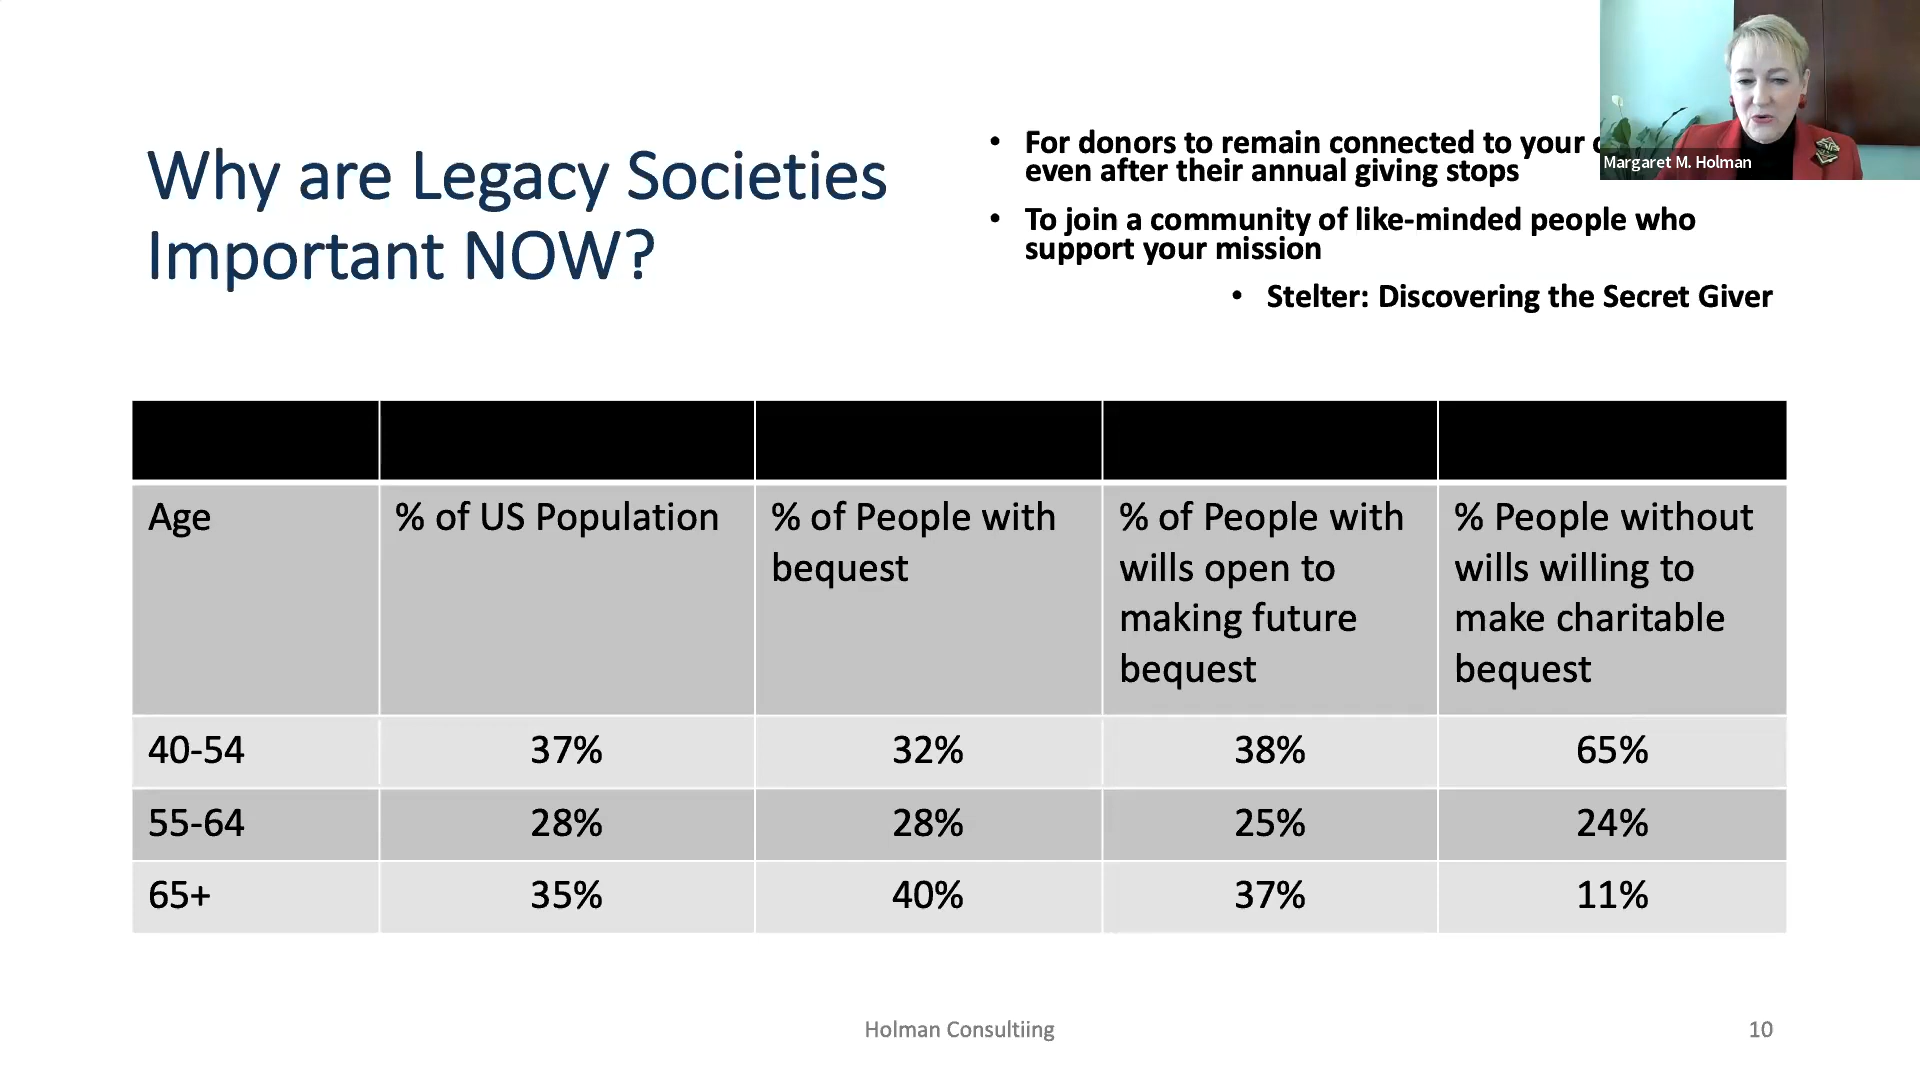 Why are Legacy Societies
Important NOW?
• For donors to remain connected to your
even after their annual giving stops
• To join a community of like-minded people who
support your mission
• Stelter: Discovering the Secret Giver
Margaret M. Holman
Age % of US Population % of People with bequest % of People with wills open to making future bequest % People without wills willing to make charitable bequest
40-54 37% 32% 38% 65%
55-64 28% 28% 25% 24%
65+ 35% 40% 37% 11%
Holman Consultiing
10